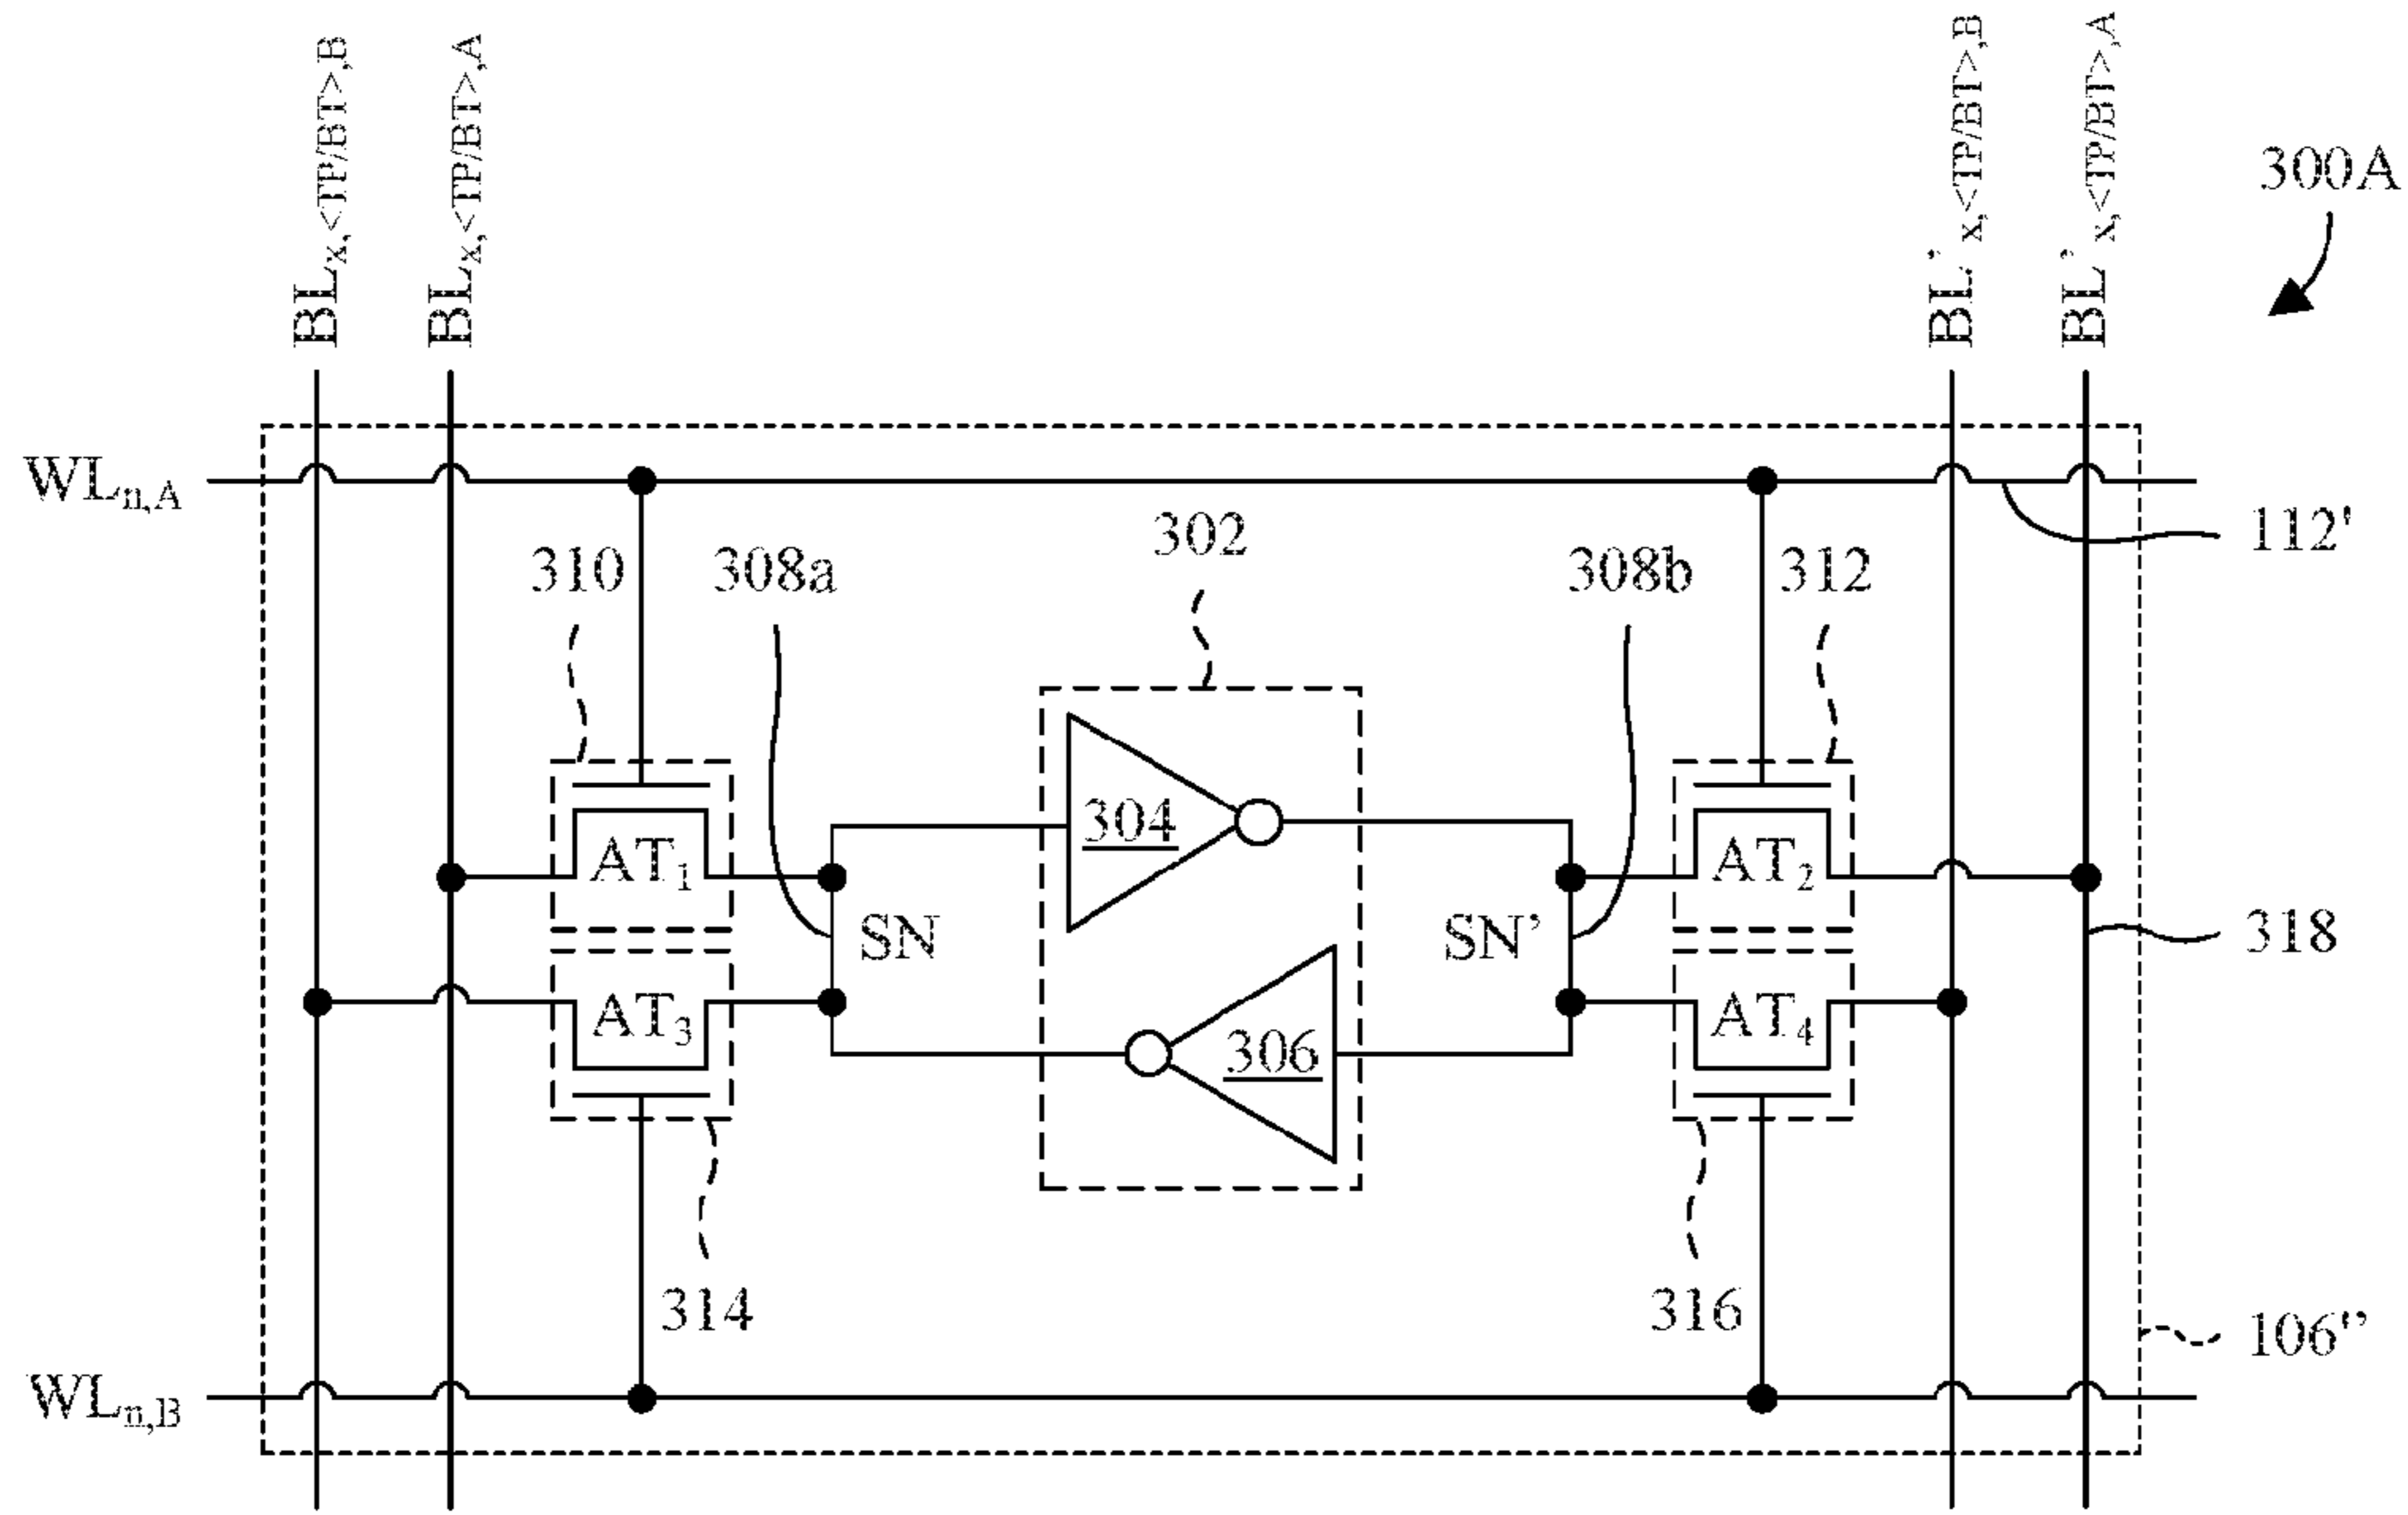 BLx,<TP/BT>,B
BLx,<TP/BT>,A
BL'x,<TP/BT>,B
BL'x,<TP/BT>,A
300A
WLn,A
112'
310
308a
302
308b
312
304
AT1
AT2
SN
SN'
318
AT3
306
AT4
314
316
106"
WLn,B